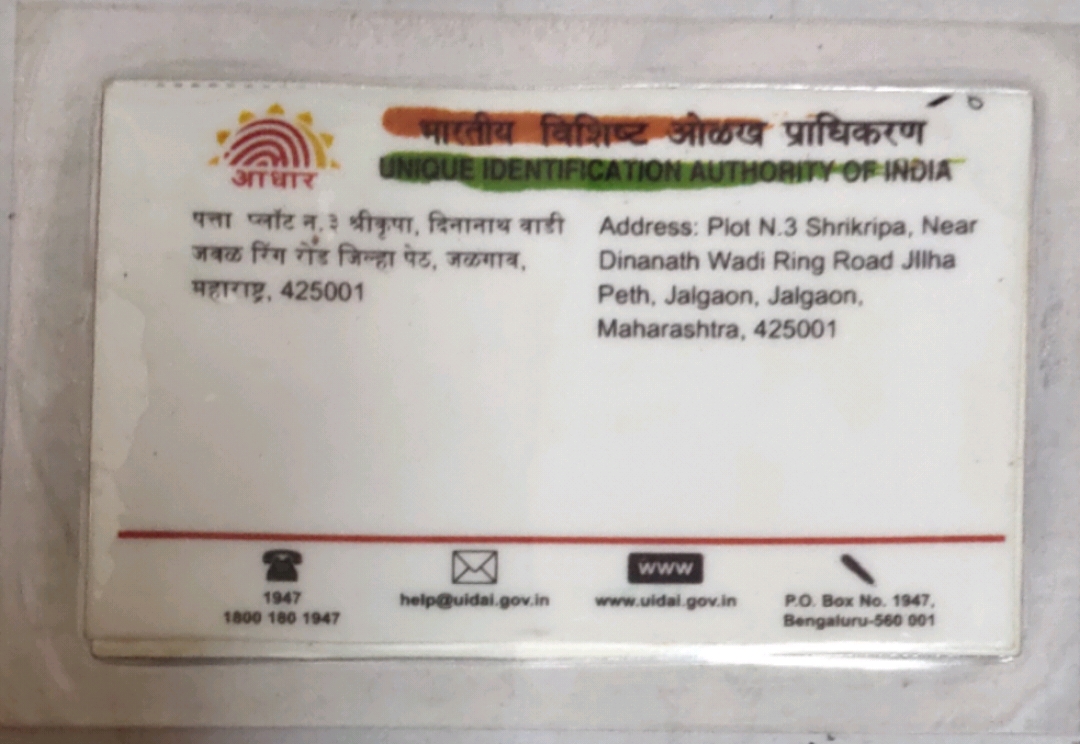 भारतीय विशिष्ट ओळख प्राधिकरण
UNIQUE IDENTIFICATION AUTHORITY OF INDIA
आधार
पत्ता प्लॉट न.३ श्रीकृपा, दिनानाथ वाडी
जवळ रिंग रोड जिल्हा पेठ, जळगाव,
महाराष्ट्र, 425001
Address: Plot N.3 Shrikripa, Near
Dinanath Wadi Ring Road JIlha
Peth, Jalgaon, Jalgaon,
Maharashtra, 425001
1947
1800 180 1947
help@uidai.gov.in
www
www.uidai.gov.in
P.O. Box No. 1947,
Bengaluru-560 001